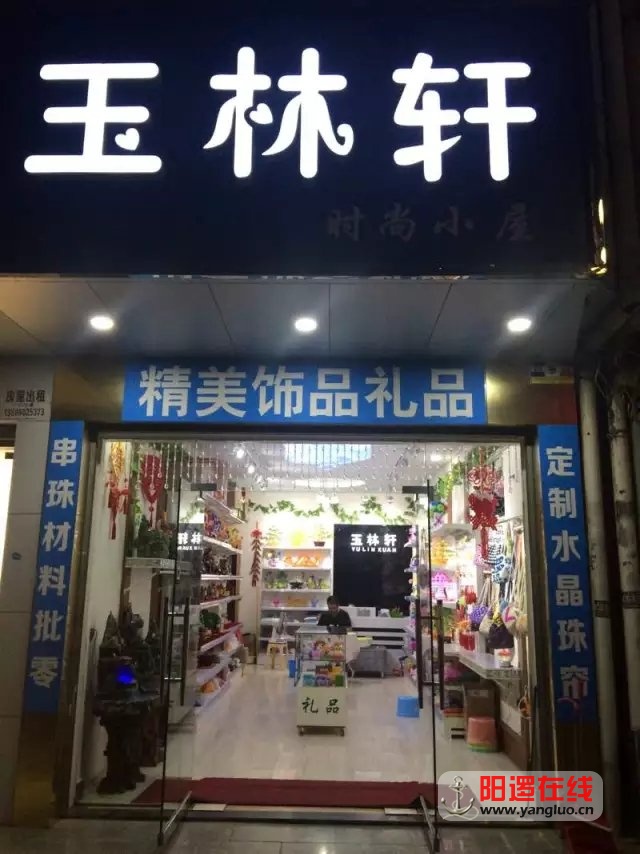 玉林轩
时尚小屋
精美饰品礼品
房屋出租
串珠材料批零
定制水晶珠帘
玉林轩
YU LIN XUAN
礼品
阳逻在线
www.yangluo.cn